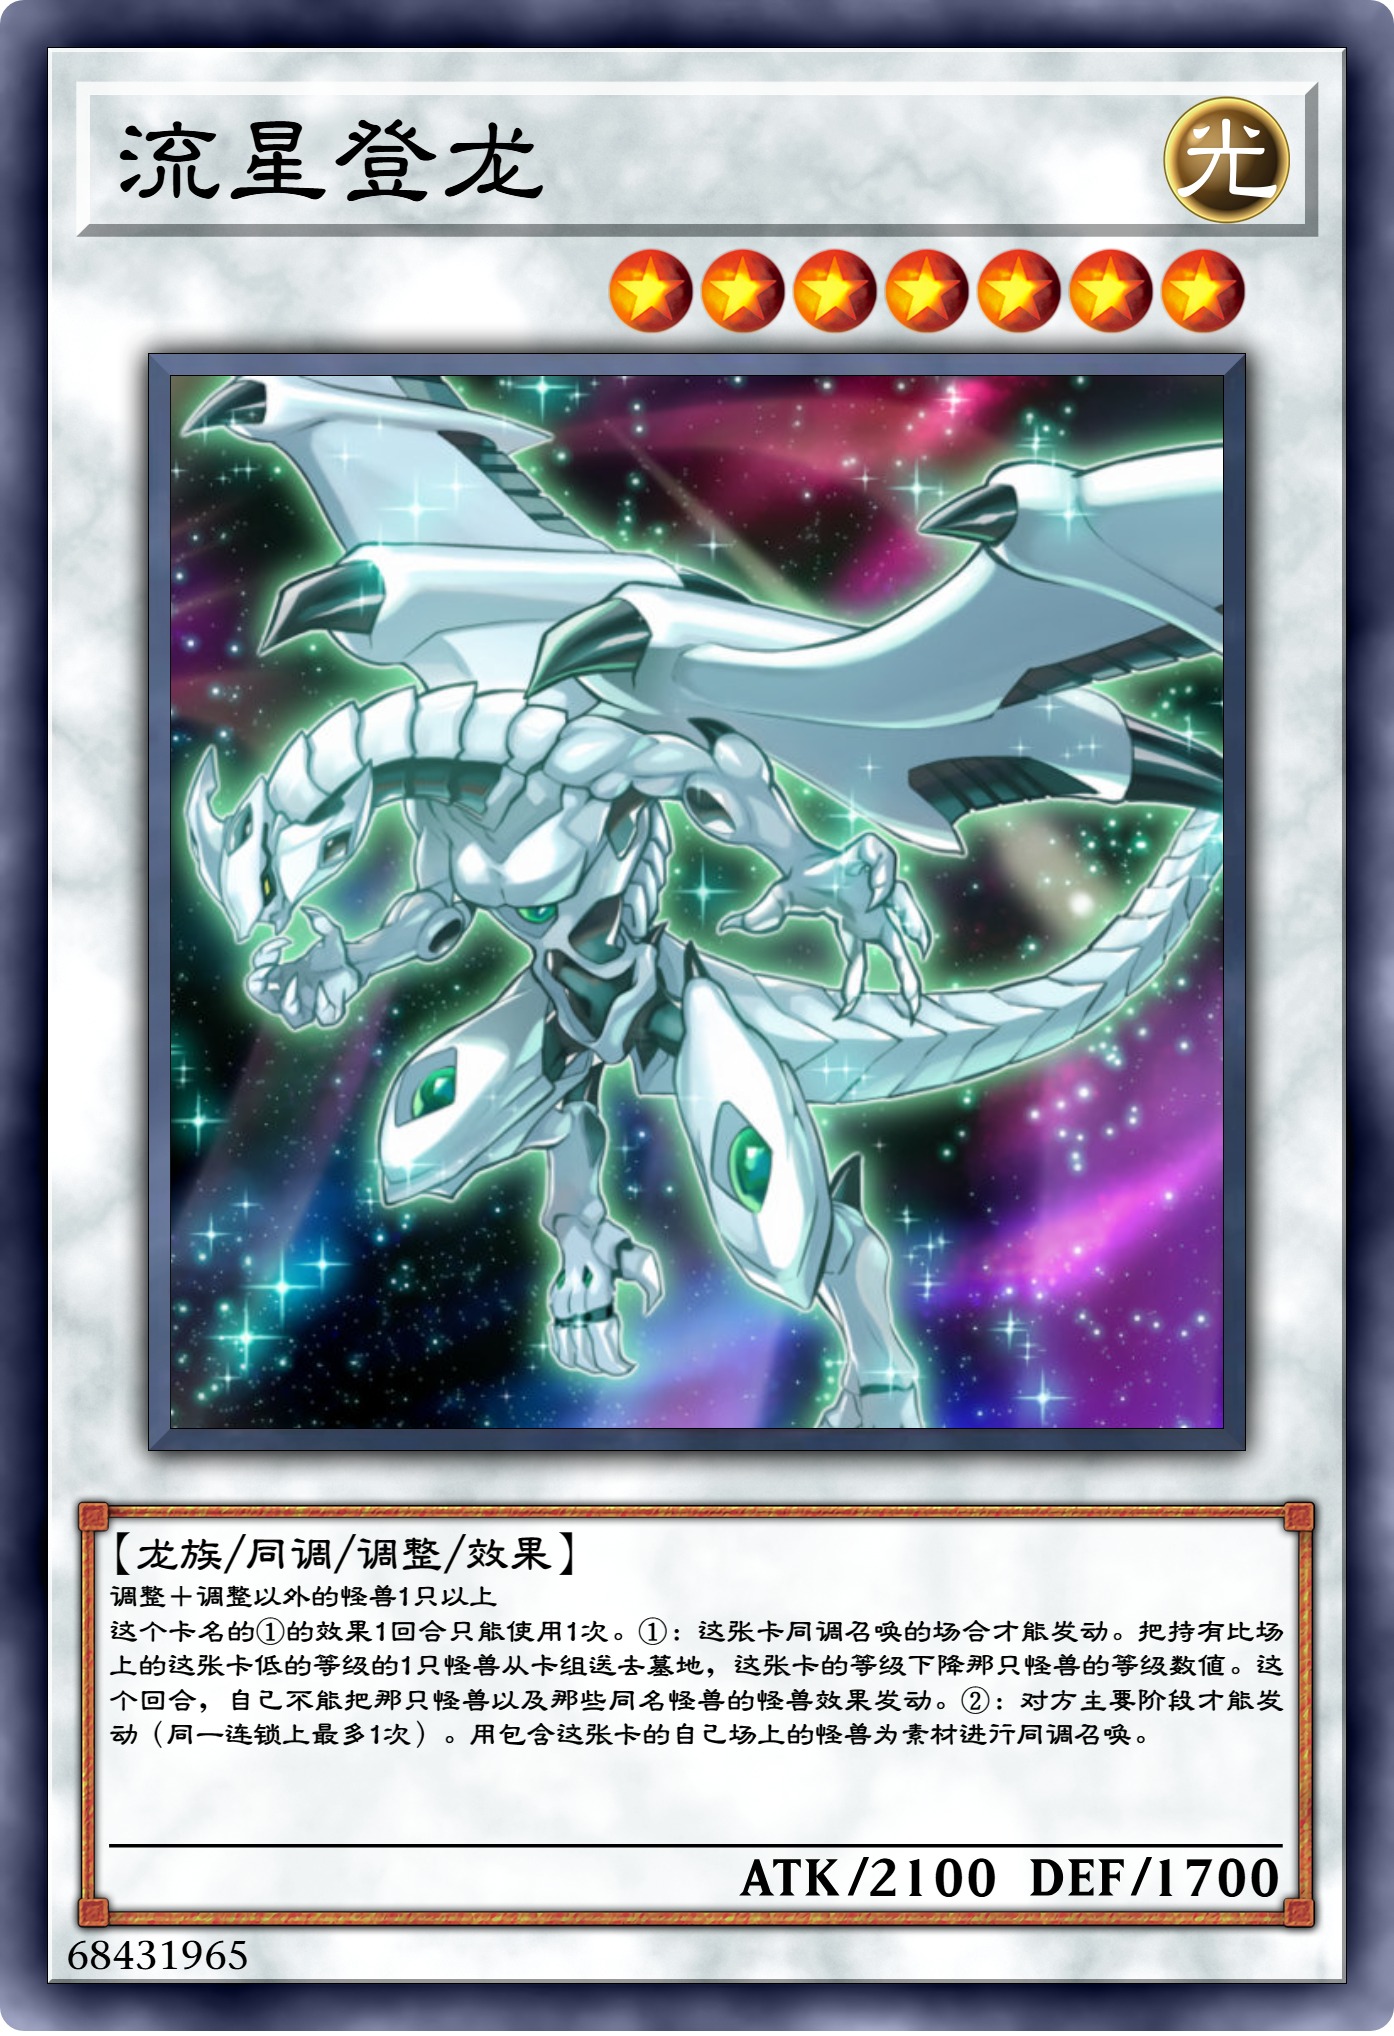 流星登龙
光
【龙族/同调/调整/效果】
调整＋调整以外的怪兽1只以上
这个卡名的①的效果1回合只能使用1次。①：这张卡同调召唤的场合才能发动。把持有比场
上的这张卡低的等级的1只怪兽从卡组送去墓地，这张卡的等级下降那只怪兽的等级数值。这
个回合，自己不能把那只怪兽以及那些同名怪兽的怪兽效果发动。②：对方主要阶段才能发
动（同一连锁上最多1次）。用包含这张卡的自己场上的怪兽为素材进行同调召唤。
ATK/2100 DEF/1700
68431965